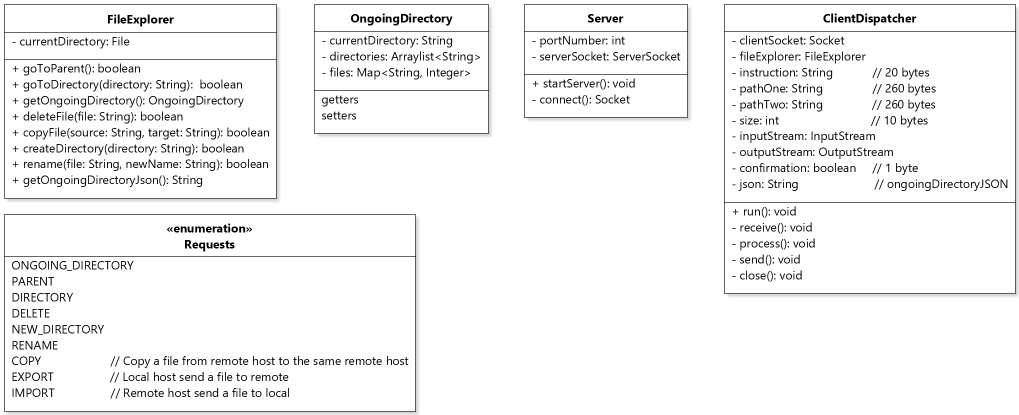 FileExplorer
- currentDirectory: File
+ goToParent(): boolean
+ goToDirectory(directory: String): boolean
+ getOngoingDirectory(): OngoingDirectory
+ deleteFile(file: String): boolean
+ copyFile(source: String, target: String): boolean
+ createDirectory(directory: String): boolean
+ rename(file: String, newName: String): boolean
+ getOngoingDirectoryJson(): String
OngoingDirectory
- currentDirectory: String
- directories: Arraylist<String>
- files: Map<String, Integer>
getters
setters
Server
- portNumber: int
- serverSocket: ServerSocket
+ startServer(): void
- connect(): Socket
ClientDispatcher
- clientSocket: Socket
- fileExplorer: FileExplorer
- instruction: String // 20 bytes
- pathOne: String // 260 bytes
- pathTwo: String // 260 bytes
- size: int // 10 bytes
- inputStream: InputStream
- outputStream: OutputStream
- confirmation: boolean // 1 byte
- json: String // ongoingDirectoryJSON
+ run(): void
- receive(): void
- process(): void
- send(): void
- close(): void
«enumeration»
Requests
ONGOING_DIRECTORY
PARENT
DIRECTORY
DELETE
NEW_DIRECTORY
RENAME
COPY // Copy a file from remote host to the same remote host
EXPORT // Local host send a file to remote
IMPORT // Remote host send a file to local